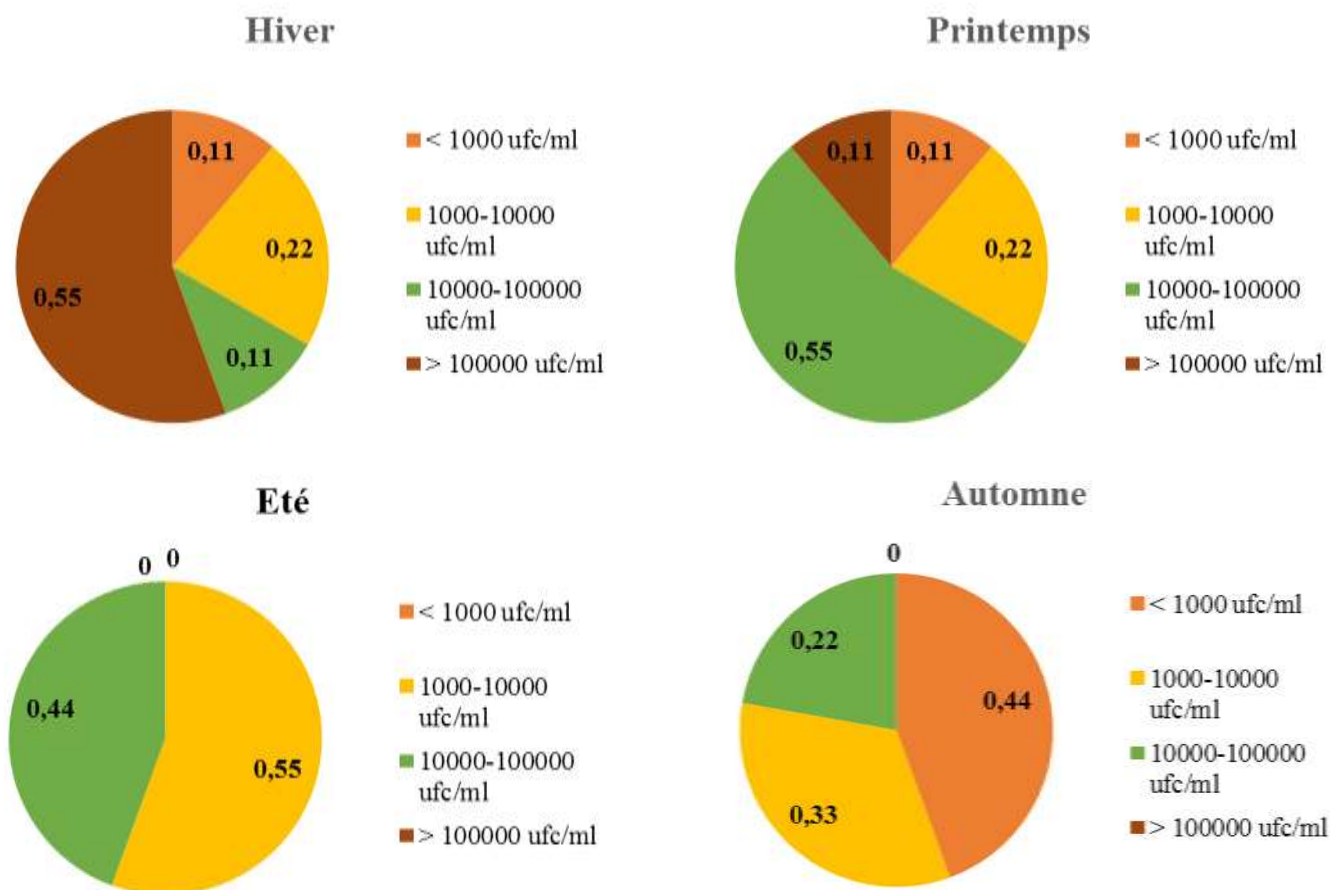 Hiver
0,11
0,22
0,11
0,55
< 1000 ufc/ml
1000-10000
ufc/ml
10000-100000
ufc/ml
> 100000 ufc/ml
Printemps
0,11
0,11
0,22
0,55
< 1000 ufc/ml
1000-10000
ufc/ml
10000-100000
ufc/ml
> 100000 ufc/ml
Eté
0
0
0,44
0,55
< 1000 ufc/ml
1000-10000
ufc/ml
10000-100000
ufc/ml
> 100000 ufc/ml
Automne
0
0,22
0,44
0,33
< 1000 ufc/ml
1000-10000
ufc/ml
10000-100000
ufc/ml
> 100000 ufc/ml